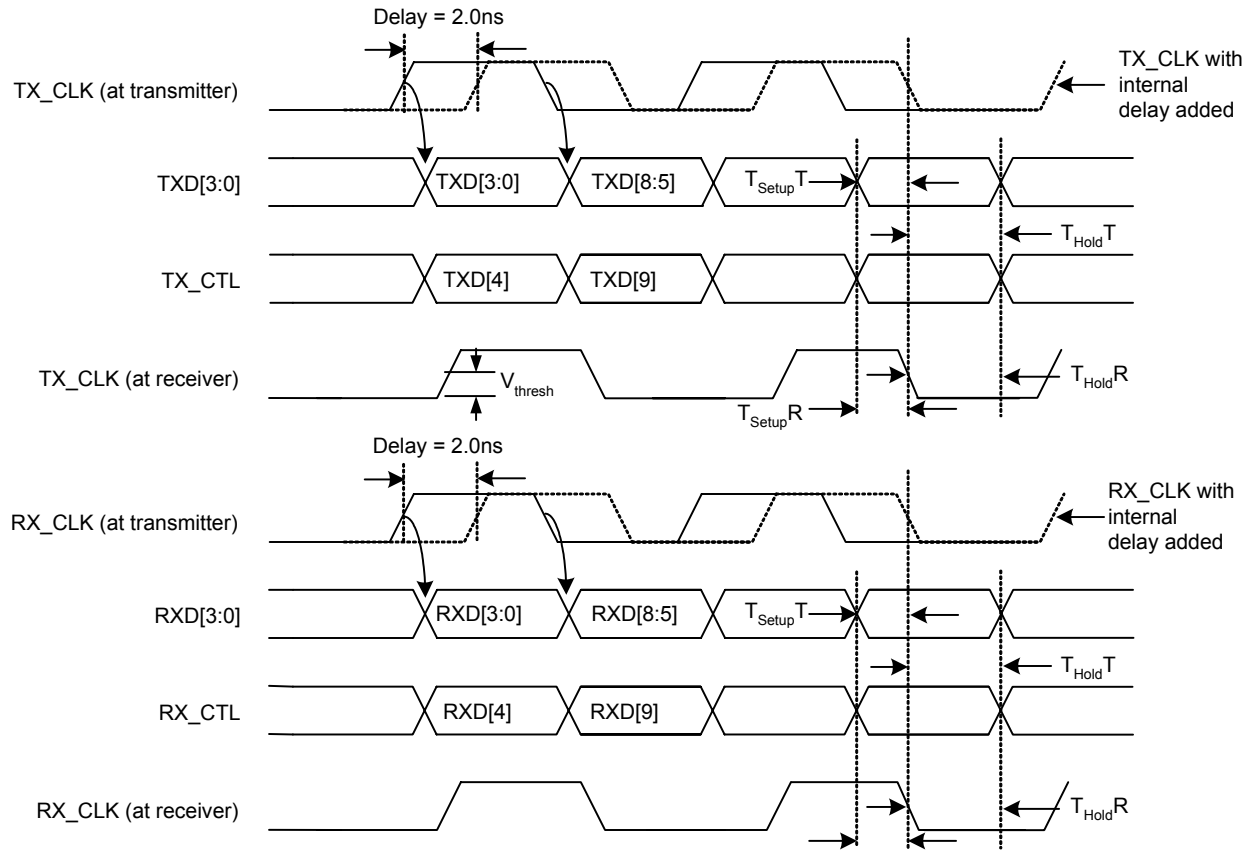 Delay = 2.0ns
TX_CLK (at transmitter)
TX_CLK with
internal
delay added
TXD[3:0]
TXD[3:0]
TXD[8:5]
TSetupT
THoldT
TX_CTL
TXD[4]
TXD[9]
TX_CLK (at receiver)
Vthresh
THoldR
TSetupR
Delay = 2.0ns
RX_CLK (at transmitter)
RX_CLK with
internal
delay added
RXD[3:0]
RXD[3:0]
RXD[8:5]
TSetupT
THoldT
RX_CTL
RXD[4]
RXD[9]
RX_CLK (at receiver)
THoldR